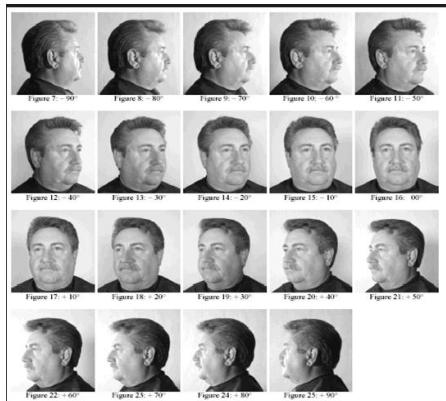 Figure 7: – 90° Figure 8: – 80° Figure 9: – 70° Figure 10: – 60° Figure 11: – 50°
Figure 12: – 40° Figure 13: – 30° Figure 14: – 20° Figure 15: – 10° Figure 16: 00°
Figure 17: + 10° Figure 18: + 20° Figure 19: + 30° Figure 20: + 40° Figure 21: + 50°
Figure 22: + 60° Figure 23: + 70° Figure 24: + 80° Figure 25: + 90°